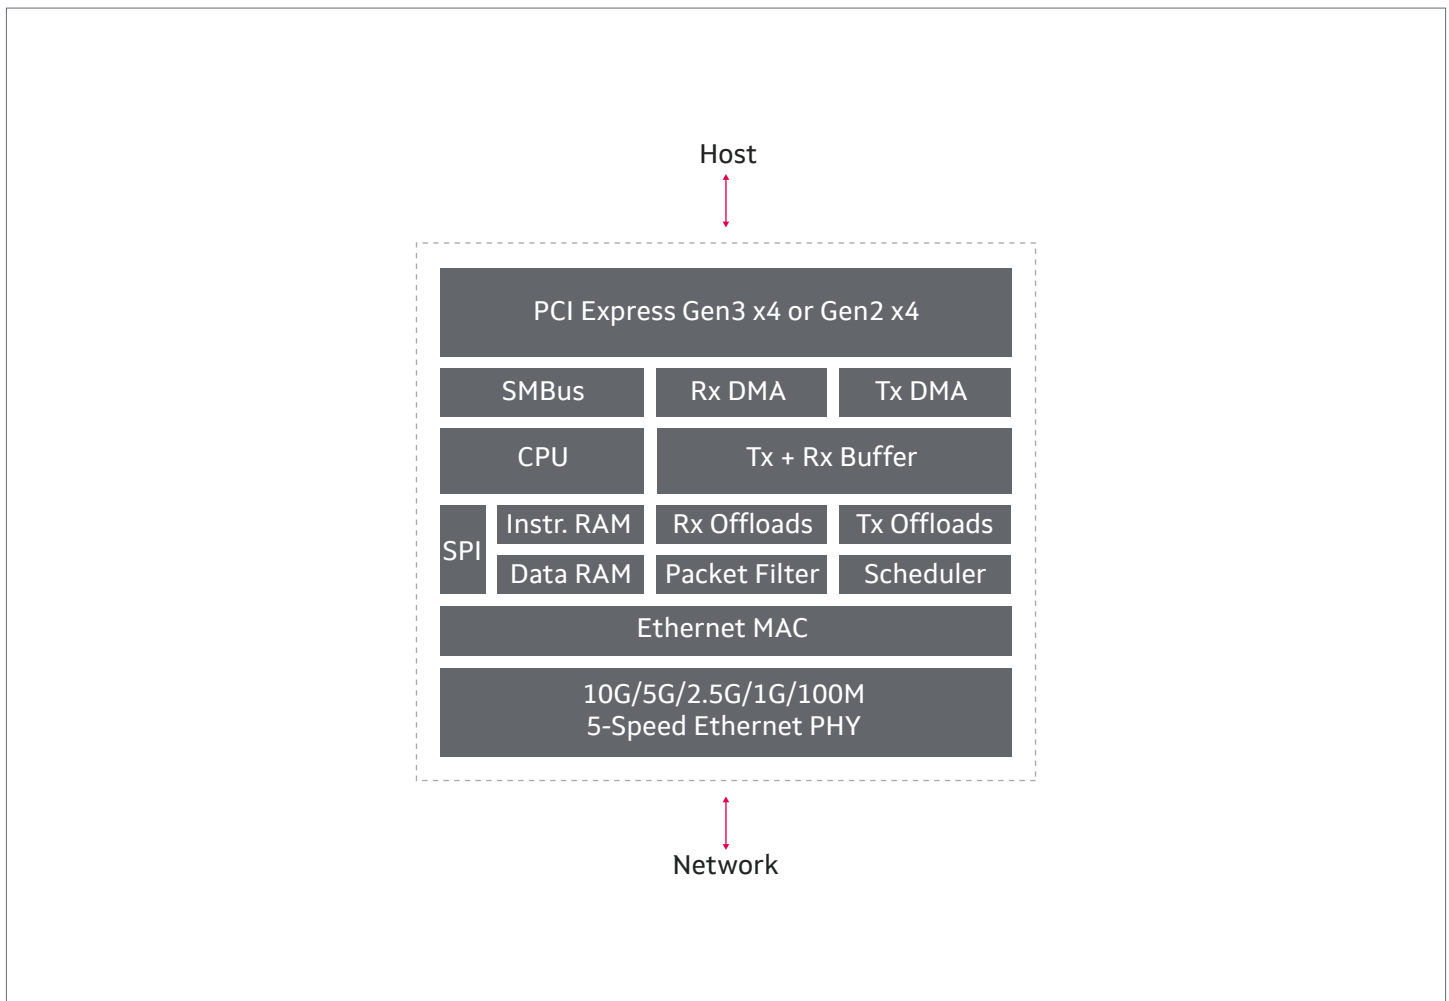 Host
PCI Express Gen3 x4 or Gen2 x4
SMBus
Rx DMA
Tx DMA
CPU
Tx + Rx Buffer
SPI
Instr. RAM
Rx Offloads
Tx Offloads
Data RAM
Packet Filter
Scheduler
Ethernet MAC
10G/5G/2.5G/1G/100M
5-Speed Ethernet PHY
Network